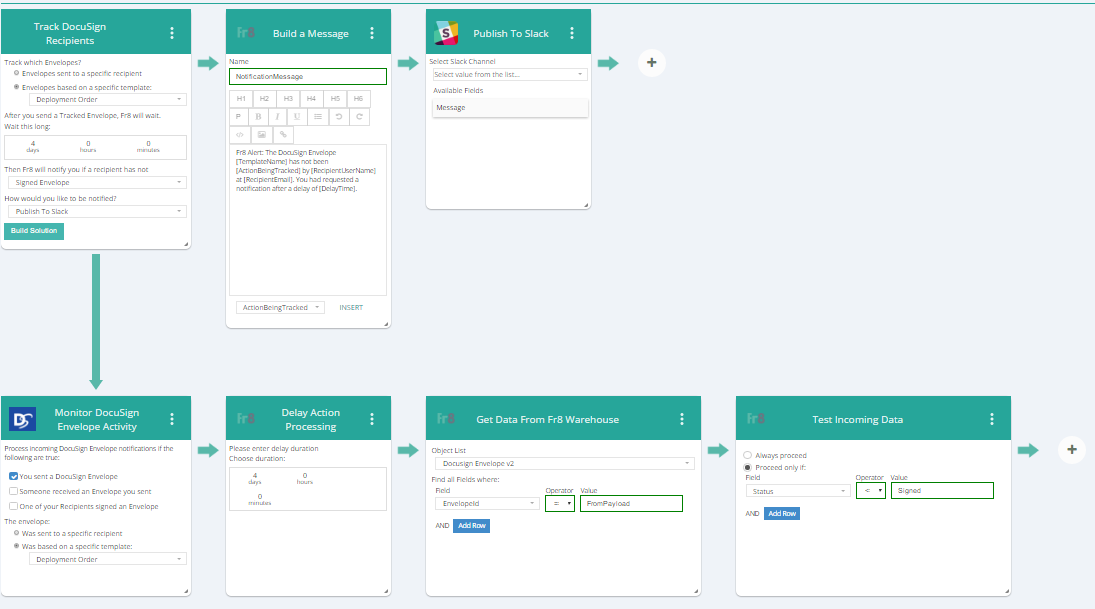 Track DocuSign
Recipients
Track which Envelopes?
Envelopes sent to a specific recipient
Envelopes based on a specific template:
Deployment Order
After you send a Tracked Envelope, Fr8 will wait.
Wait this long:
4 0 0
days hours minutes
Then Fr8 will notify you if a recipient has not
Signed Envelope
How would you like to be notified?
Publish To Slack
Build Solution
Fr8 Build a Message
Name
NotificationMessage
H1 H2 H3 H4 H5 H6
P B I U
</>
Fr8 Alert: The DocuSign Envelope
[TemplateName] has not been
[ActionBeingTracked] by [RecipientUserName]
at [RecipientEmail]. You had requested a
notification after a delay of [DelayTime].
ActionBeingTracked INSERT
S Publish To Slack
Select Slack Channel
Select value from the list...
Available Fields
Message
+
DS Monitor DocuSign
Envelope Activity
Process incoming DocuSign Envelope notifications if the
following are true:
You sent a DocuSign Envelope
Someone received an Envelope you sent
One of your Recipients signed an Envelope
The envelope:
Was sent to a specific recipient
Was based on a specific template:
Deployment Order
Fr8 Delay Action
Processing
Please enter delay duration
Choose duration:
4 0
days hours
0
minutes
Fr8 Get Data From Fr8 Warehouse
Object List
Docusign Envelope v2
Find all Fields where:
Field Operator Value
EnvelopeId = FromPayload
AND Add Row
Fr8 Test Incoming Data
Always proceed
Proceed only if:
Field Operator Value
Status < Signed
AND Add Row
+